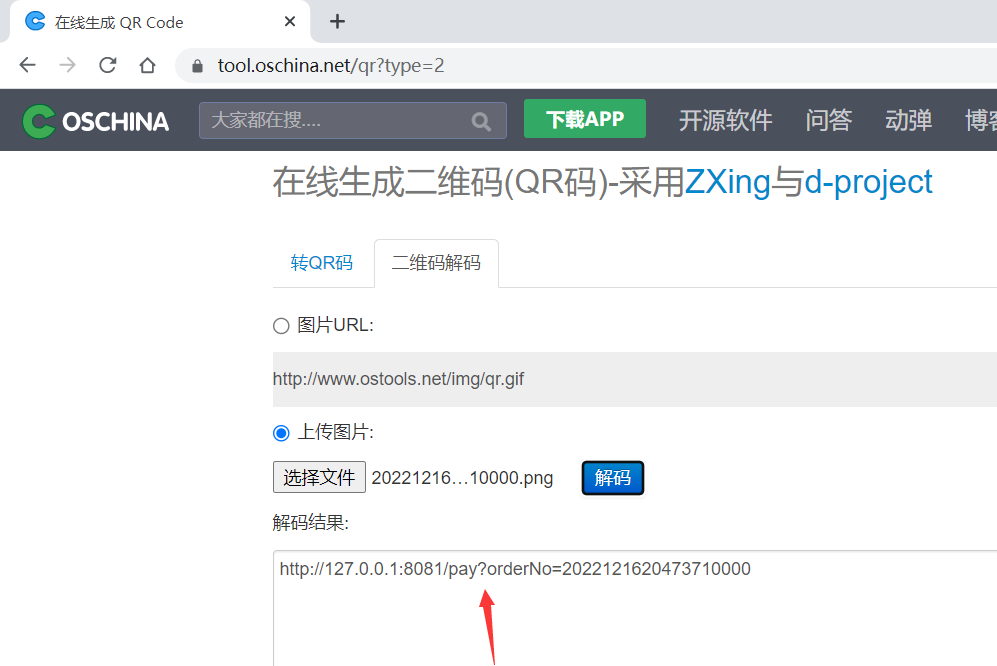 在线生成 QR Code
tool.oschina.net/qr?type=2
OSCHINA 大家都在搜.... 下载APP 开源软件 问答 动弹 博客
在线生成二维码(QR码)-采用ZXing与d-project
转QR码 二维码解码
图片URL:
http://www.ostools.net/img/qr.gif
上传图片:
选择文件 20221216…10000.png 解码
解码结果:
http://127.0.0.1:8081/pay?orderNo=2022121620473710000